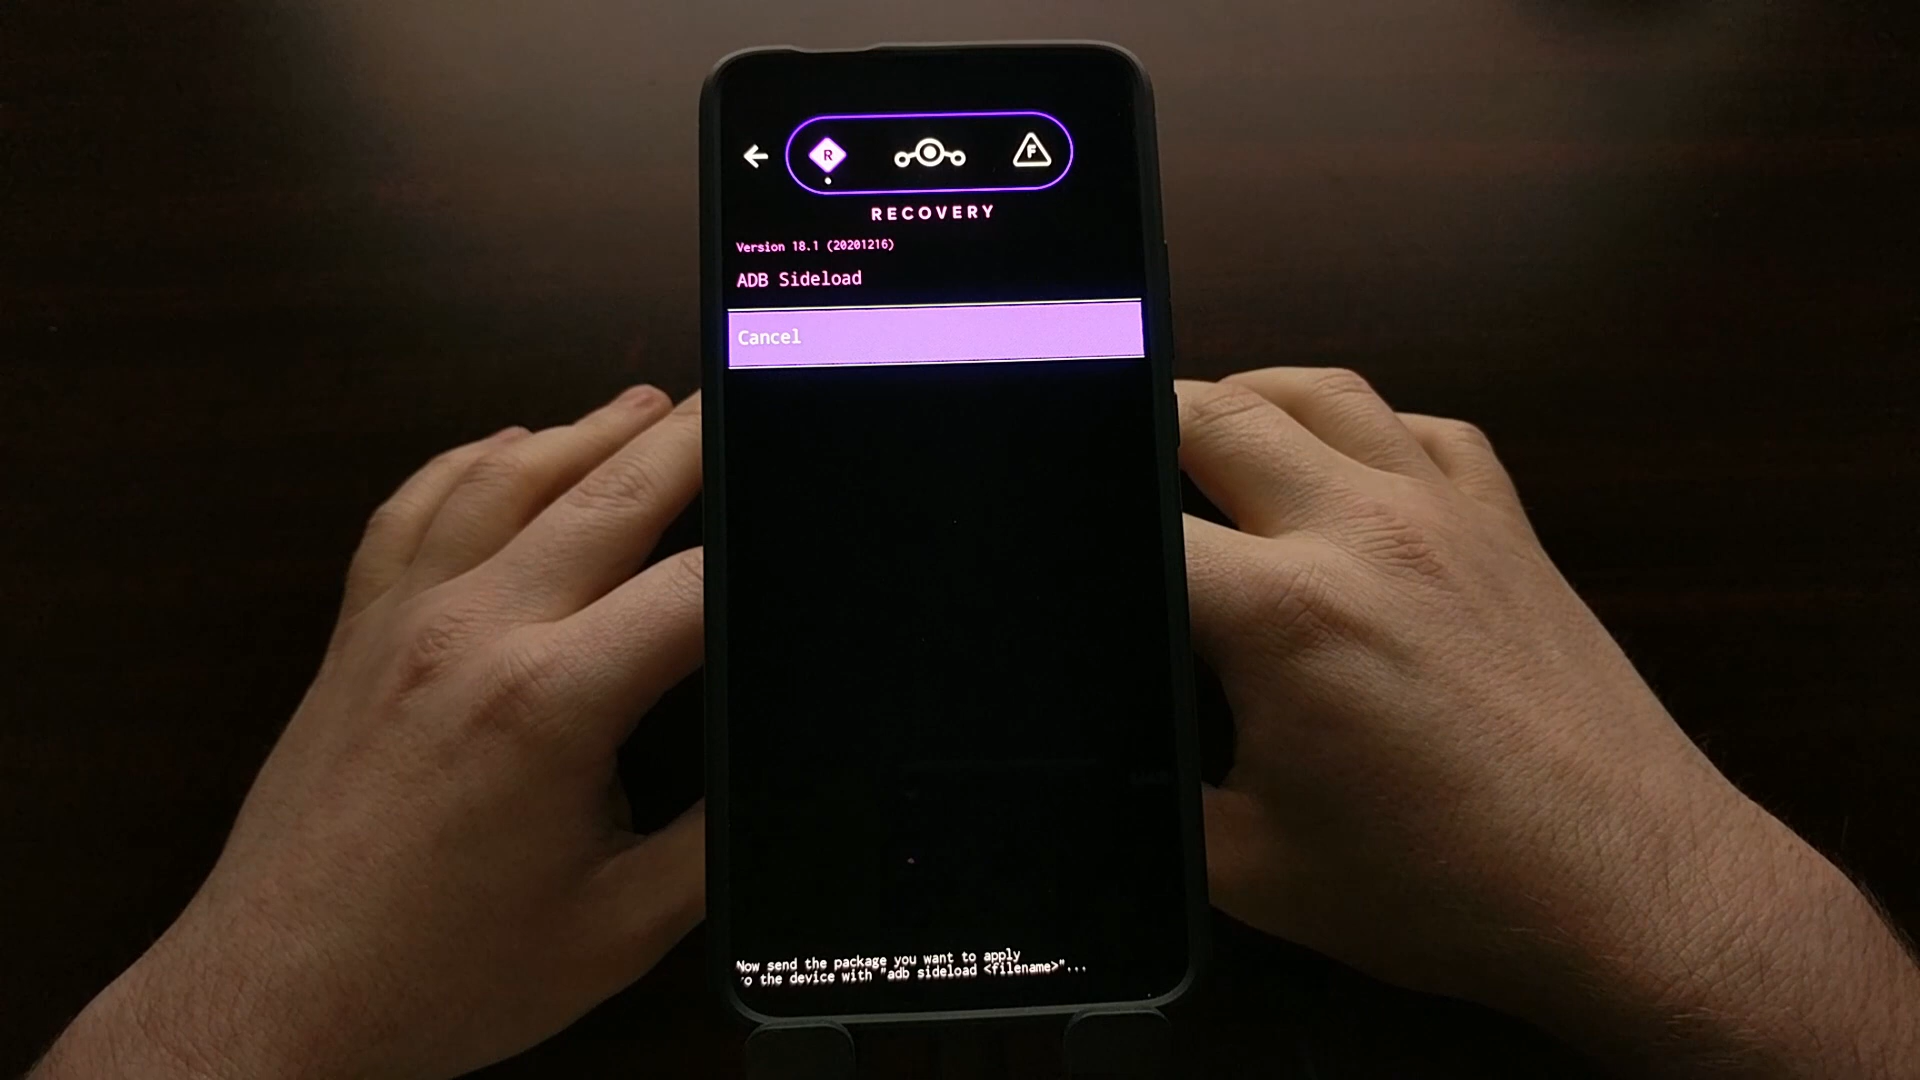 R
F
RECOVERY
Version 18.1 (20201216)
ADB Sideload
Cancel
Now send the package you want to apply
to the device with "adb sideload <filename>"...